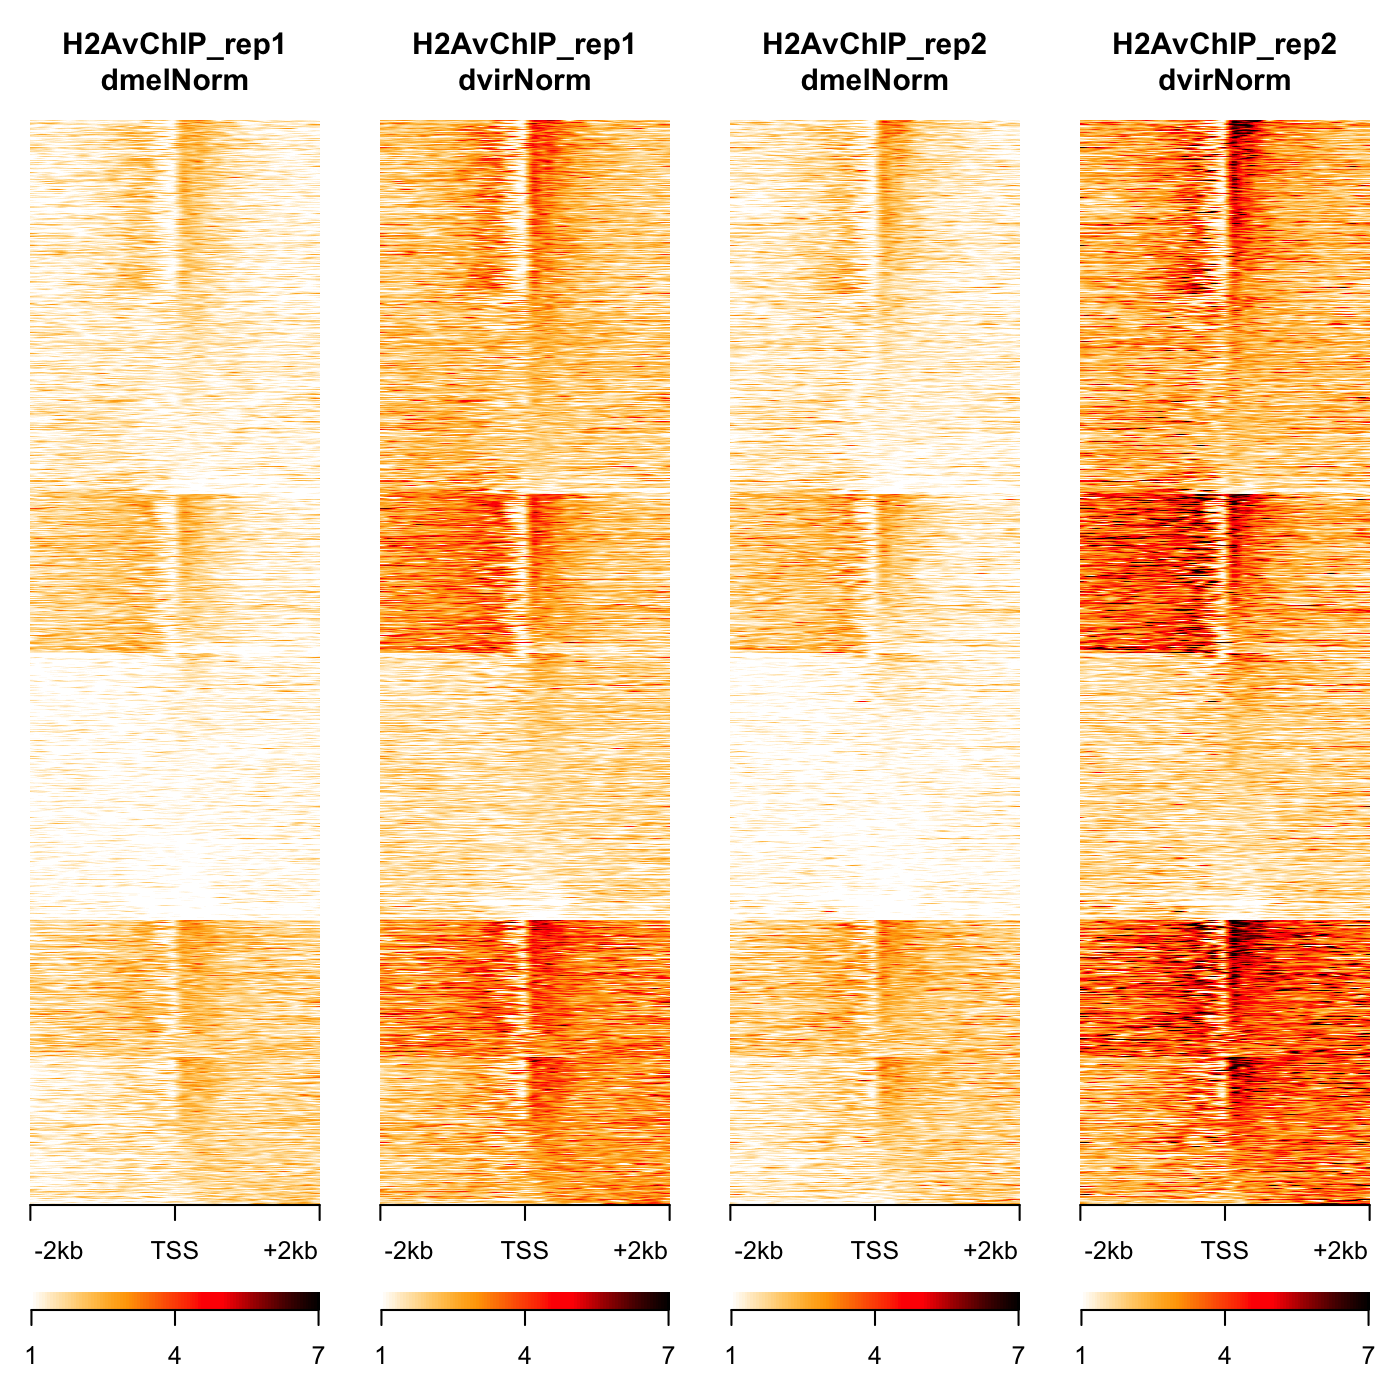 H2AvChIP_rep1
dmelNorm
H2AvChIP_rep1
dvirNorm
H2AvChIP_rep2
dmelNorm
H2AvChIP_rep2
dvirNorm
-2kb TSS +2kb
-2kb TSS +2kb
-2kb TSS +2kb
-2kb TSS +2kb
1 4 7
1 4 7
1 4 7
1 4 7